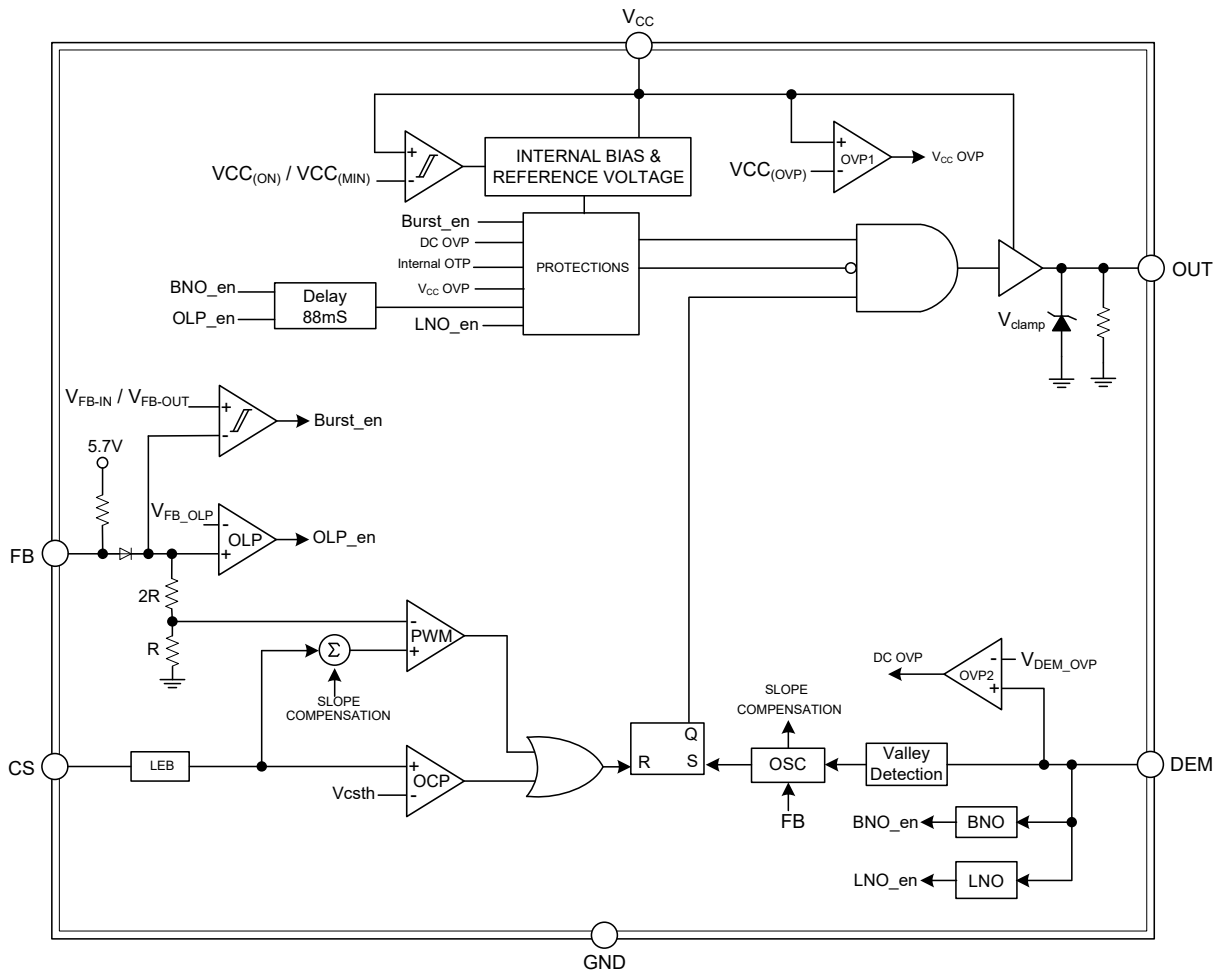 VCC
VCC(ON) / VCC(MIN)
+
-
INTERNAL BIAS &
REFERENCE VOLTAGE
VCC(OVP)
+
-
OVP1
VCC OVP
Burst_en
DC OVP
Internal OTP
VCC OVP
LNO_en
PROTECTIONS
BNO_en
OLP_en
Delay
88mS
OUT
Vclamp
VFB-IN / VFB-OUT
+
-
Burst_en
5.7V
VFB_OLP
-
+
OLP
OLP_en
FB
2R
R
-
+
PWM
Σ
SLOPE
COMPENSATION
CS
LEB
+
-
OCP
Vcsth
Q
R
S
SLOPE
COMPENSATION
OSC
FB
Valley
Detection
DC OVP
OVP2
-
+
VDEM_OVP
DEM
BNO_en
BNO
LNO_en
LNO
GND